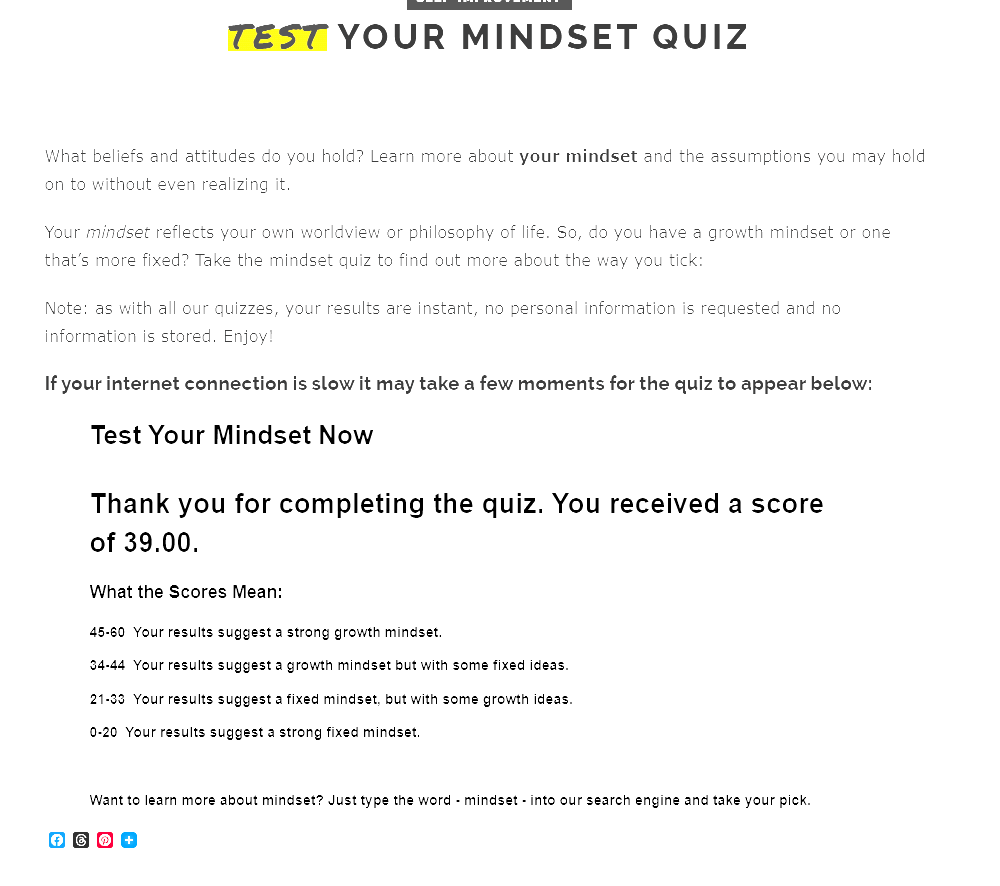 TEST YOUR MINDSET QUIZ
What beliefs and attitudes do you hold? Learn more about your mindset and the assumptions you may hold
on to without even realizing it.
Your mindset reflects your own worldview or philosophy of life. So, do you have a growth mindset or one
that’s more fixed? Take the mindset quiz to find out more about the way you tick:
Note: as with all our quizzes, your results are instant, no personal information is requested and no
information is stored. Enjoy!
If your internet connection is slow it may take a few moments for the quiz to appear below:
Test Your Mindset Now
Thank you for completing the quiz. You received a score
of 39.00.
What the Scores Mean:
45-60 Your results suggest a strong growth mindset.
34-44 Your results suggest a growth mindset but with some fixed ideas.
21-33 Your results suggest a fixed mindset, but with some growth ideas.
0-20 Your results suggest a strong fixed mindset.
Want to learn more about mindset? Just type the word - mindset - into our search engine and take your pick.